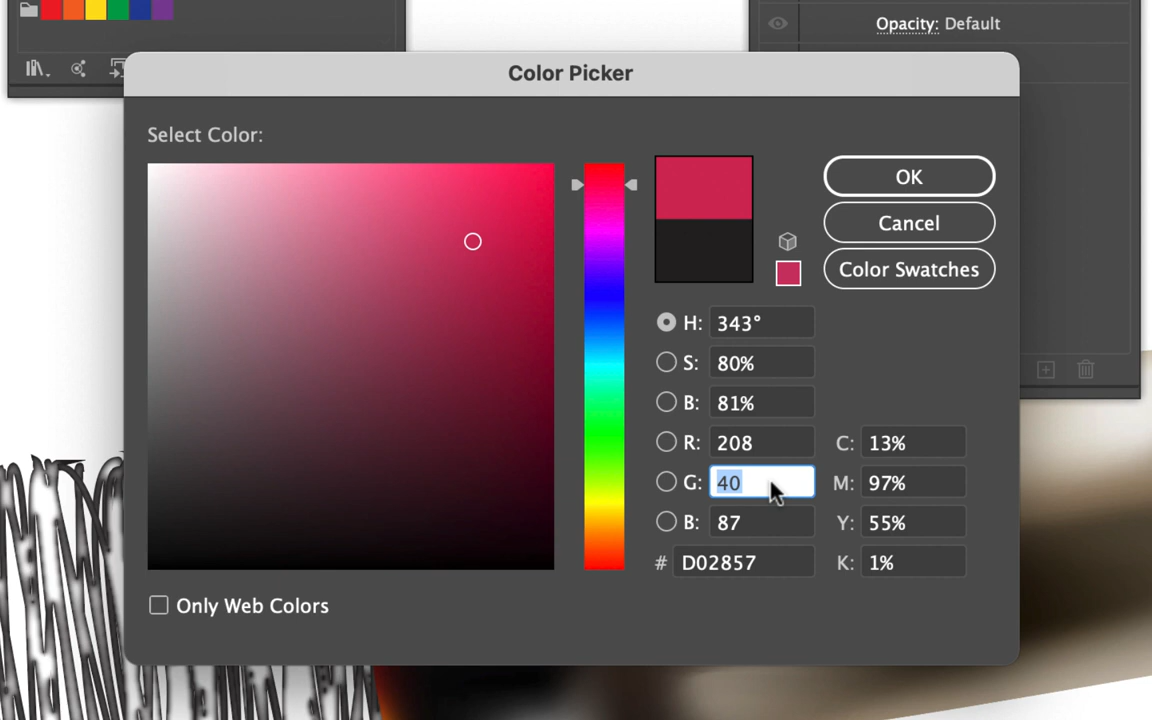 Opacity: Default
Color Picker
Select Color:
OK
Cancel
Color Swatches
H: 343°
S: 80%
B: 81%
R: 208 C: 13%
G: 40 M: 97%
B: 87 Y: 55%
# D02857 K: 1%
Only Web Colors